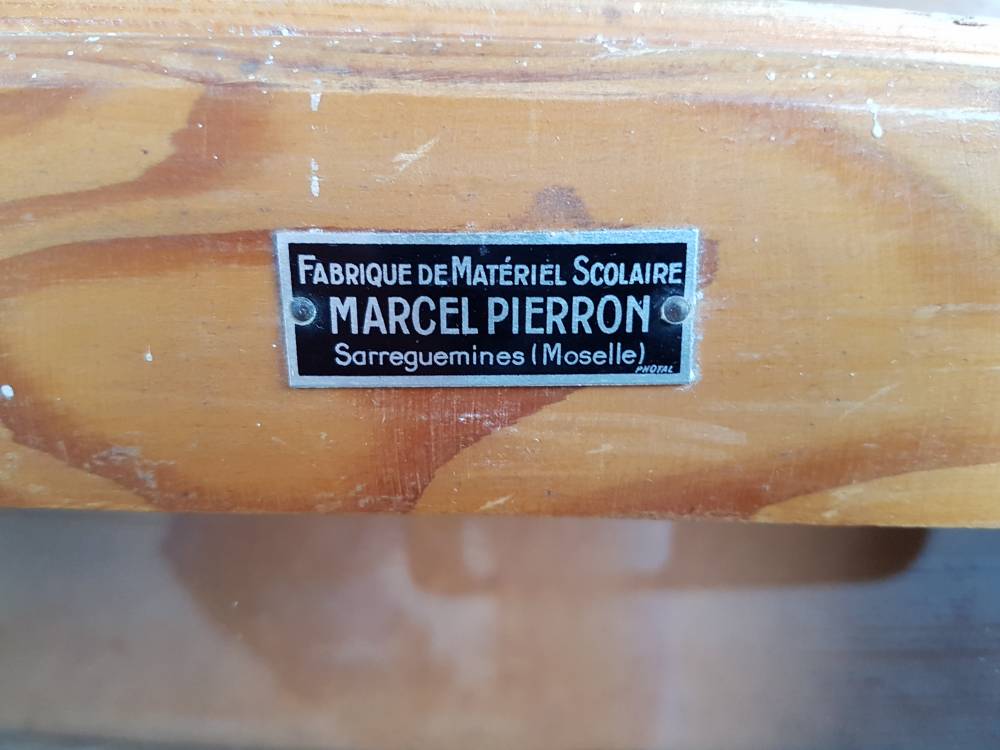 FABRIQUE DE MATÉRIEL SCOLAIRE
MARCEL PIERRON
Sarreguemines (Moselle)
PHOTAL